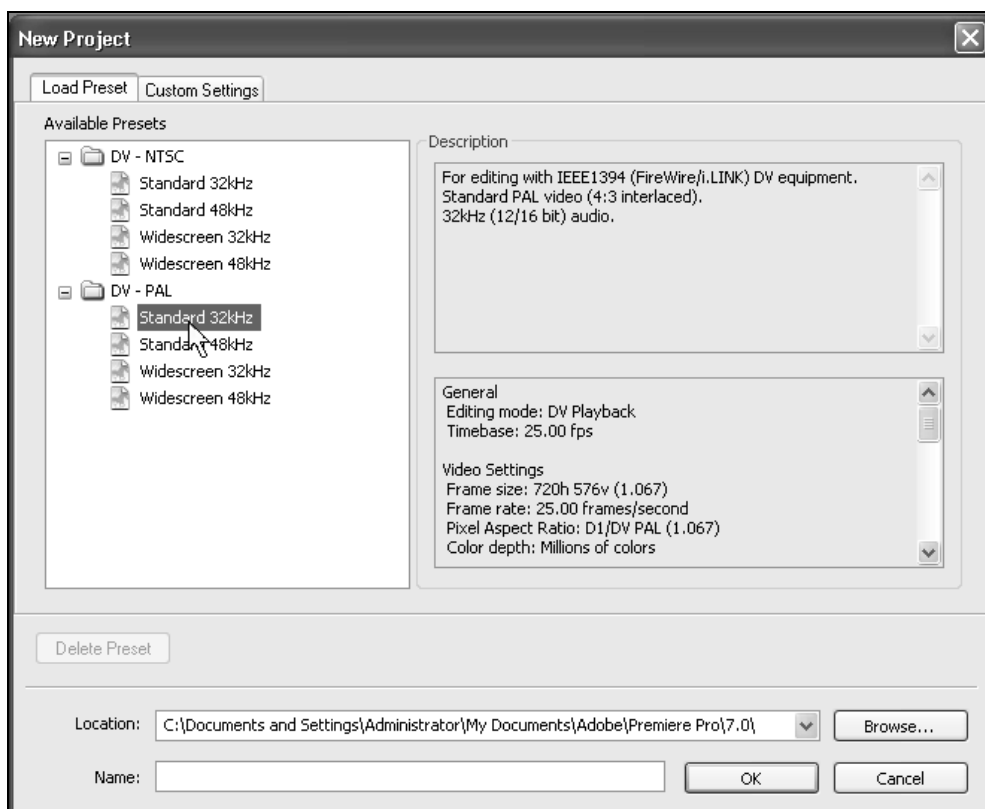 New Project
Load Preset
Custom Settings
Available Presets
DV - NTSC
Standard 32kHz
Standard 48kHz
Widescreen 32kHz
Widescreen 48kHz
DV - PAL
Standard 32kHz
Standard 48kHz
Widescreen 32kHz
Widescreen 48kHz
Description
For editing with IEEE1394 (FireWire/i.LINK) DV equipment.
Standard PAL video (4:3 interlaced).
32kHz (12/16 bit) audio.
General
Editing mode: DV Playback
Timebase: 25.00 fps
Video Settings
Frame size: 720h 576v (1.067)
Frame rate: 25.00 frames/second
Pixel Aspect Ratio: D1/DV PAL (1.067)
Color depth: Millions of colors
Delete Preset
Location:
C:\Documents and Settings\Administrator\My Documents\Adobe\Premiere Pro\7.0\
Browse...
Name:
OK
Cancel